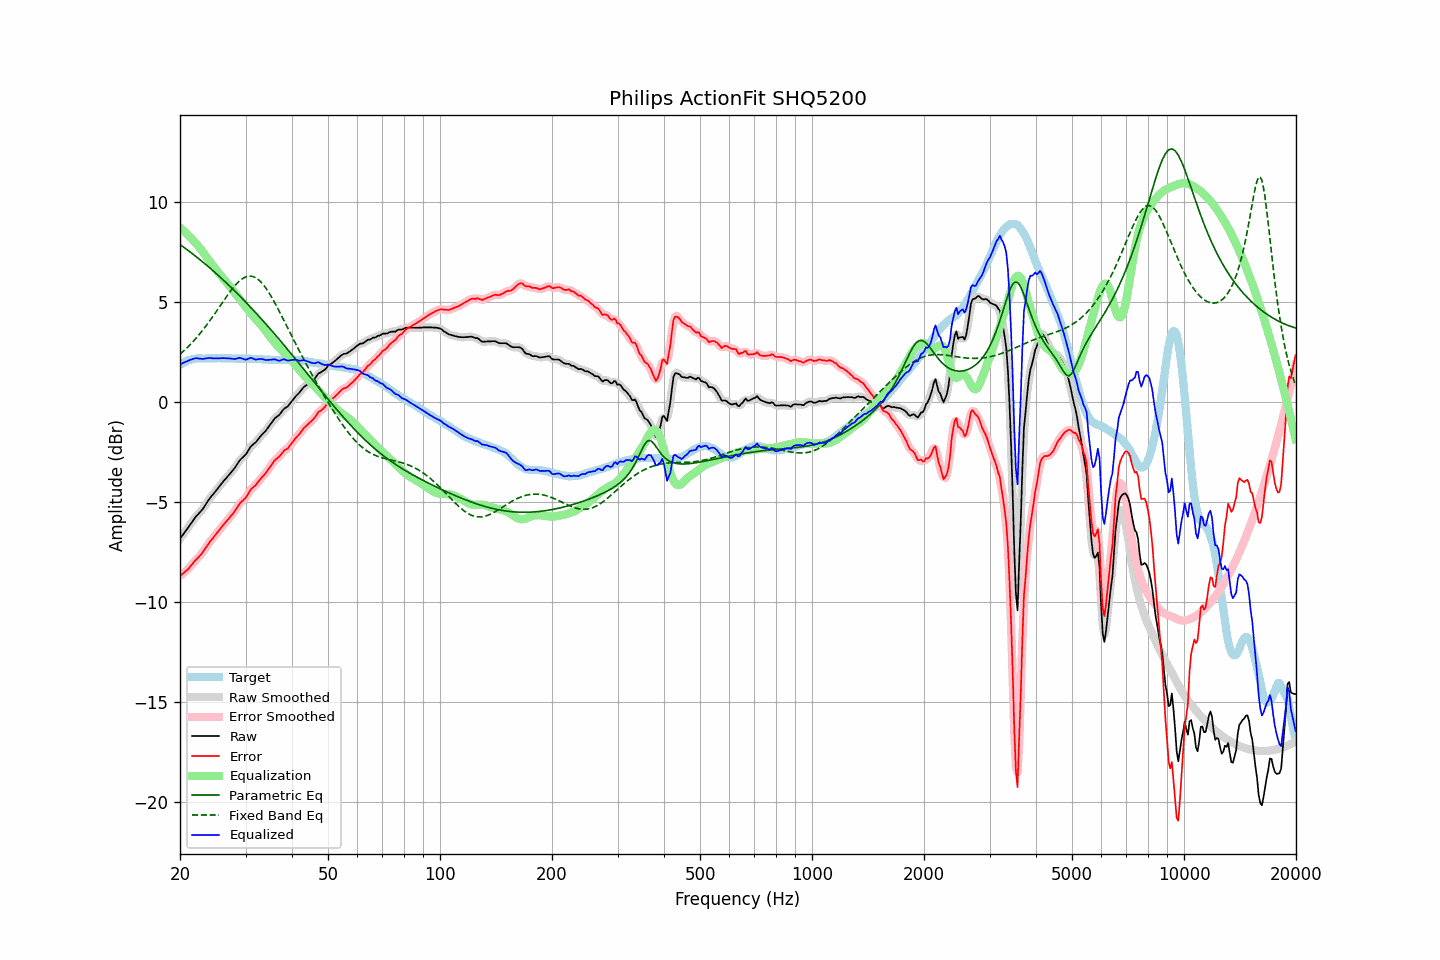 Philips ActionFit SHQ5200
Amplitude (dBr)
10
5
0
−5
−10
−15
−20
Target
Raw Smoothed
Error Smoothed
Raw
Error
Equalization
Parametric Eq
Fixed Band Eq
Equalized
20 50 100 200 500 1000 2000 5000 10000 20000
Frequency (Hz)